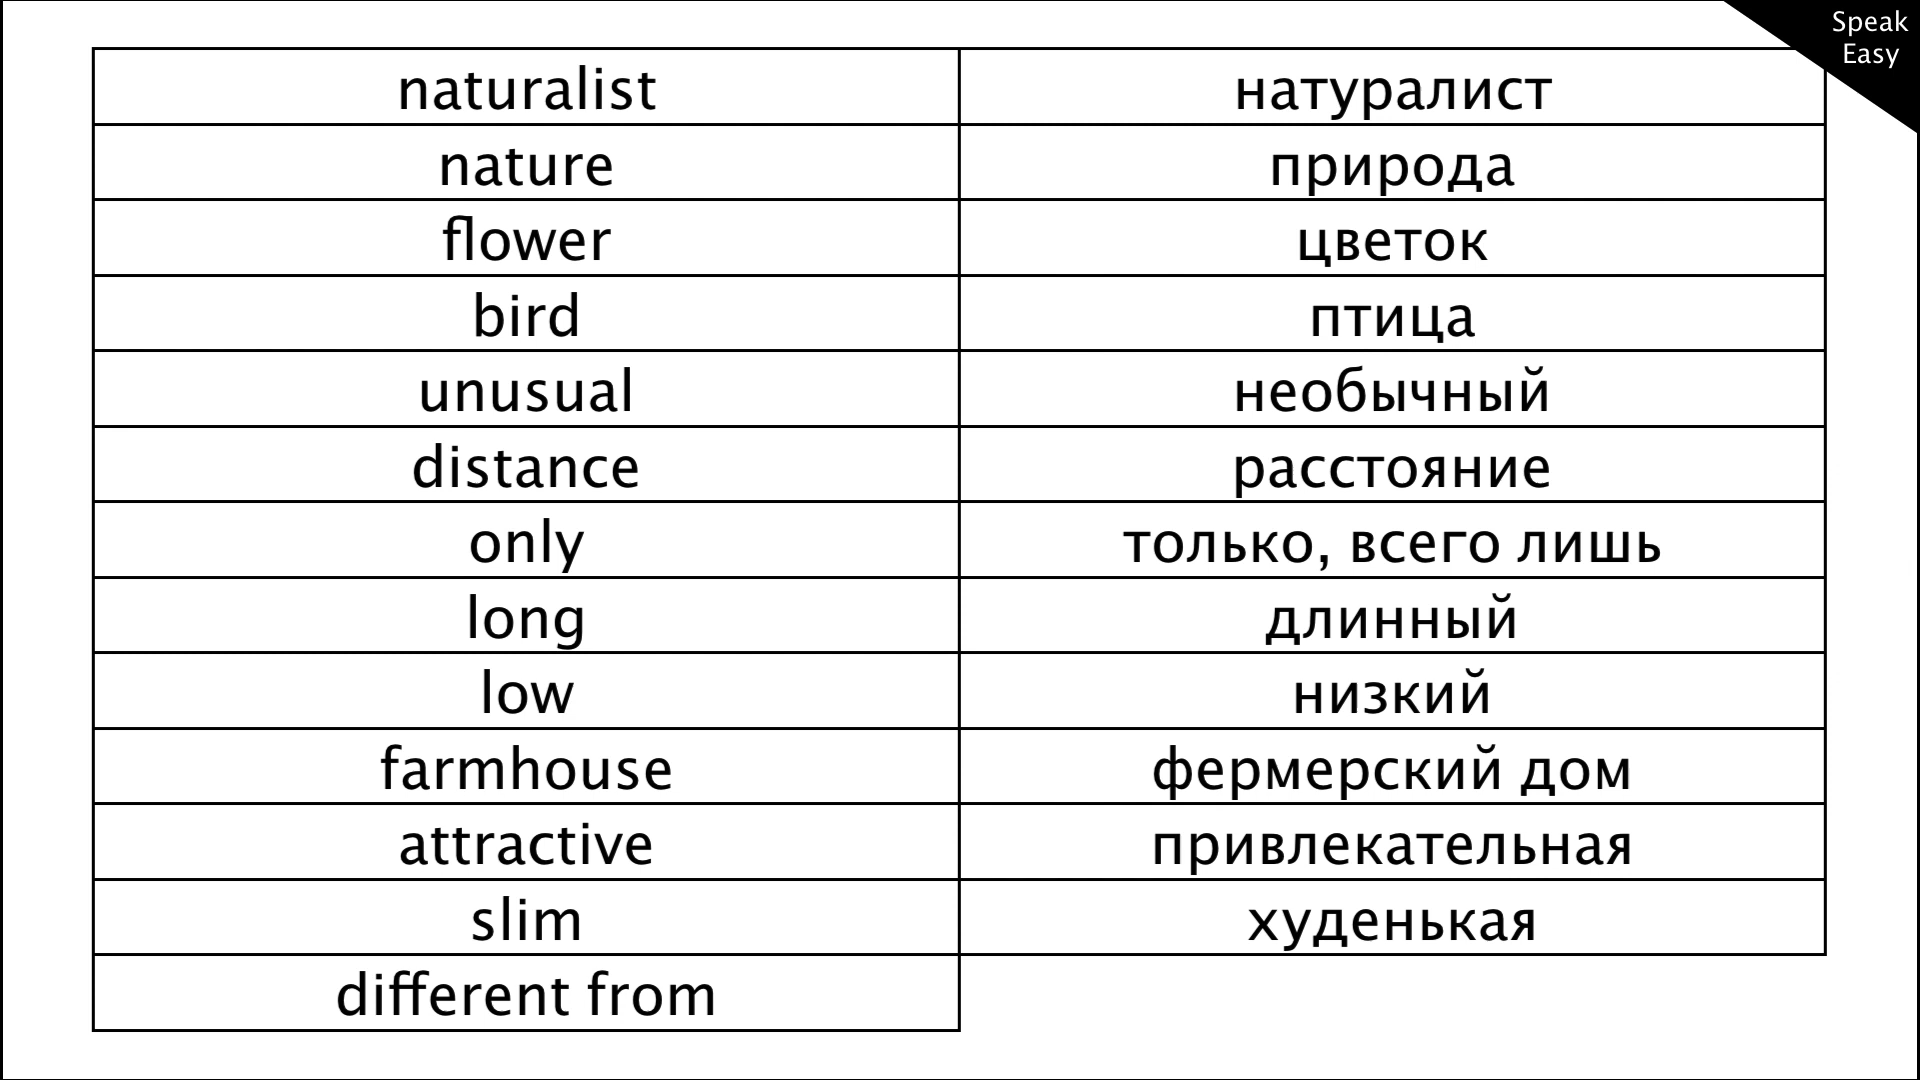 Speak
Easy
naturalist натуралист
nature природа
flower цветок
bird птица
unusual необычный
distance расстояние
only только, всего лишь
long длинный
low низкий
farmhouse фермерский дом
attractive привлекательная
slim худенькая
different from